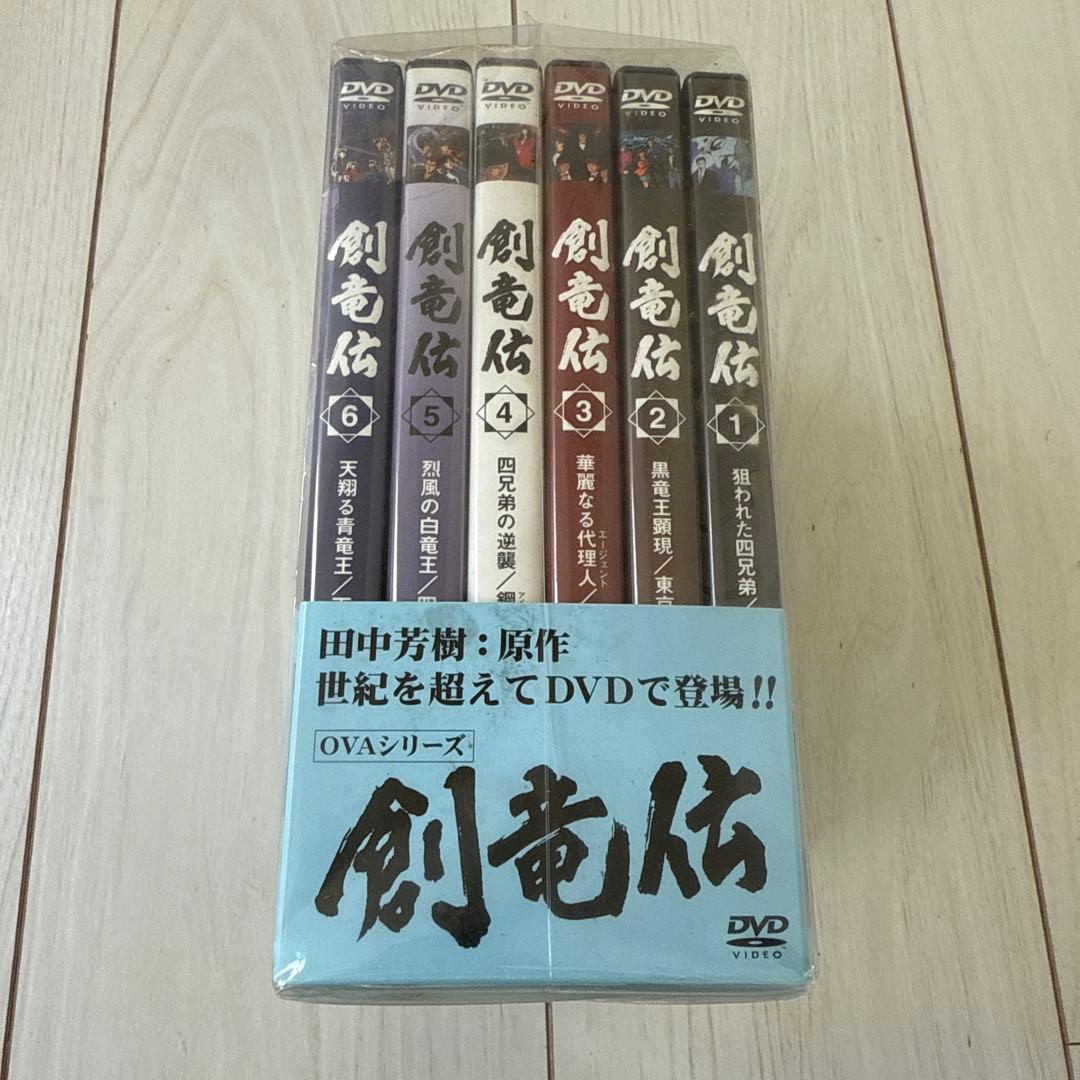 DVD
VIDEO
創竜伝
6
天翔る青竜王／
DVD
VIDEO
創竜伝
5
烈風の白竜王／
DVD
VIDEO
創竜伝
4
四兄弟の逆襲／鋼
アン
DVD
VIDEO
創竜伝
3
華麗なる代理人／
エージェント
DVD
VIDEO
創竜伝
2
黒竜王顕現／東京
DVD
VIDEO
創竜伝
1
狙われた四兄弟／
田中芳樹：原作
世紀を超えてDVDで登場!!
OVAシリーズ
創竜伝
DVD
VIDEO